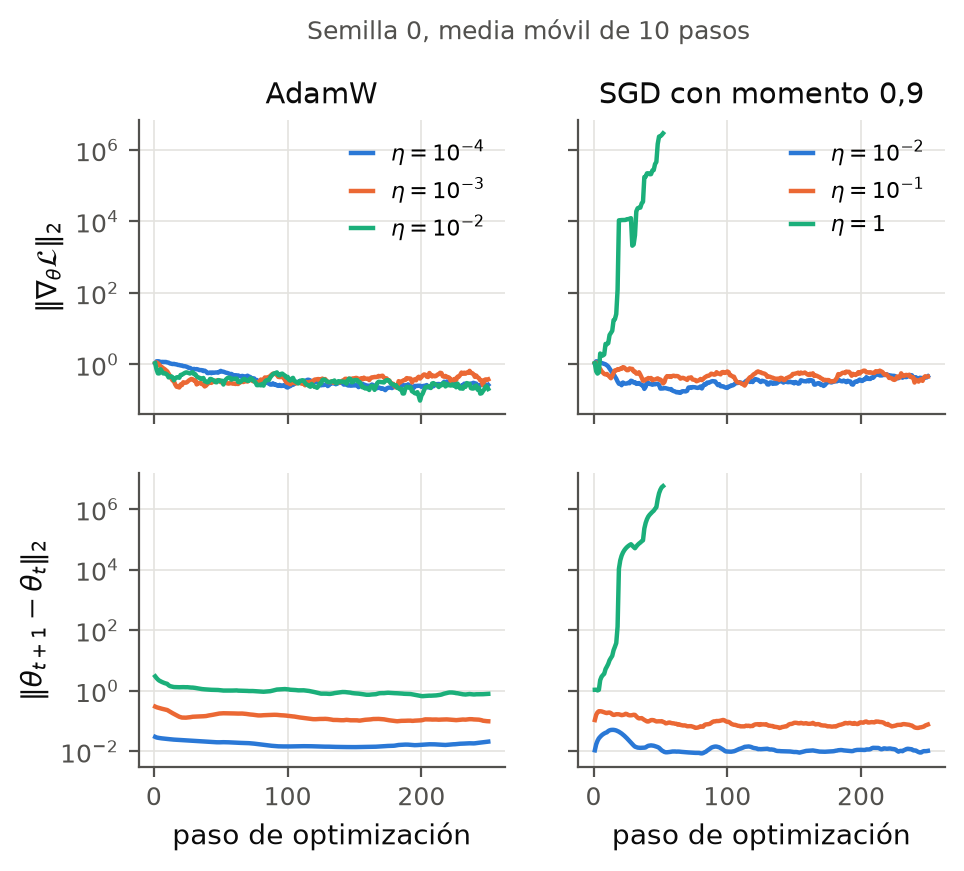 Semilla 0, media móvil de 10 pasos
AdamW
SGD con momento 0,9
‖∇θℒ‖₂
10⁶
10⁴
10²
10⁰
η = 10⁻⁴
η = 10⁻³
η = 10⁻²
η = 10⁻²
η = 10⁻¹
η = 1
‖θₜ₊₁ − θₜ‖₂
10⁶
10⁴
10²
10⁰
10⁻²
0 100 200
0 100 200
paso de optimización
paso de optimización